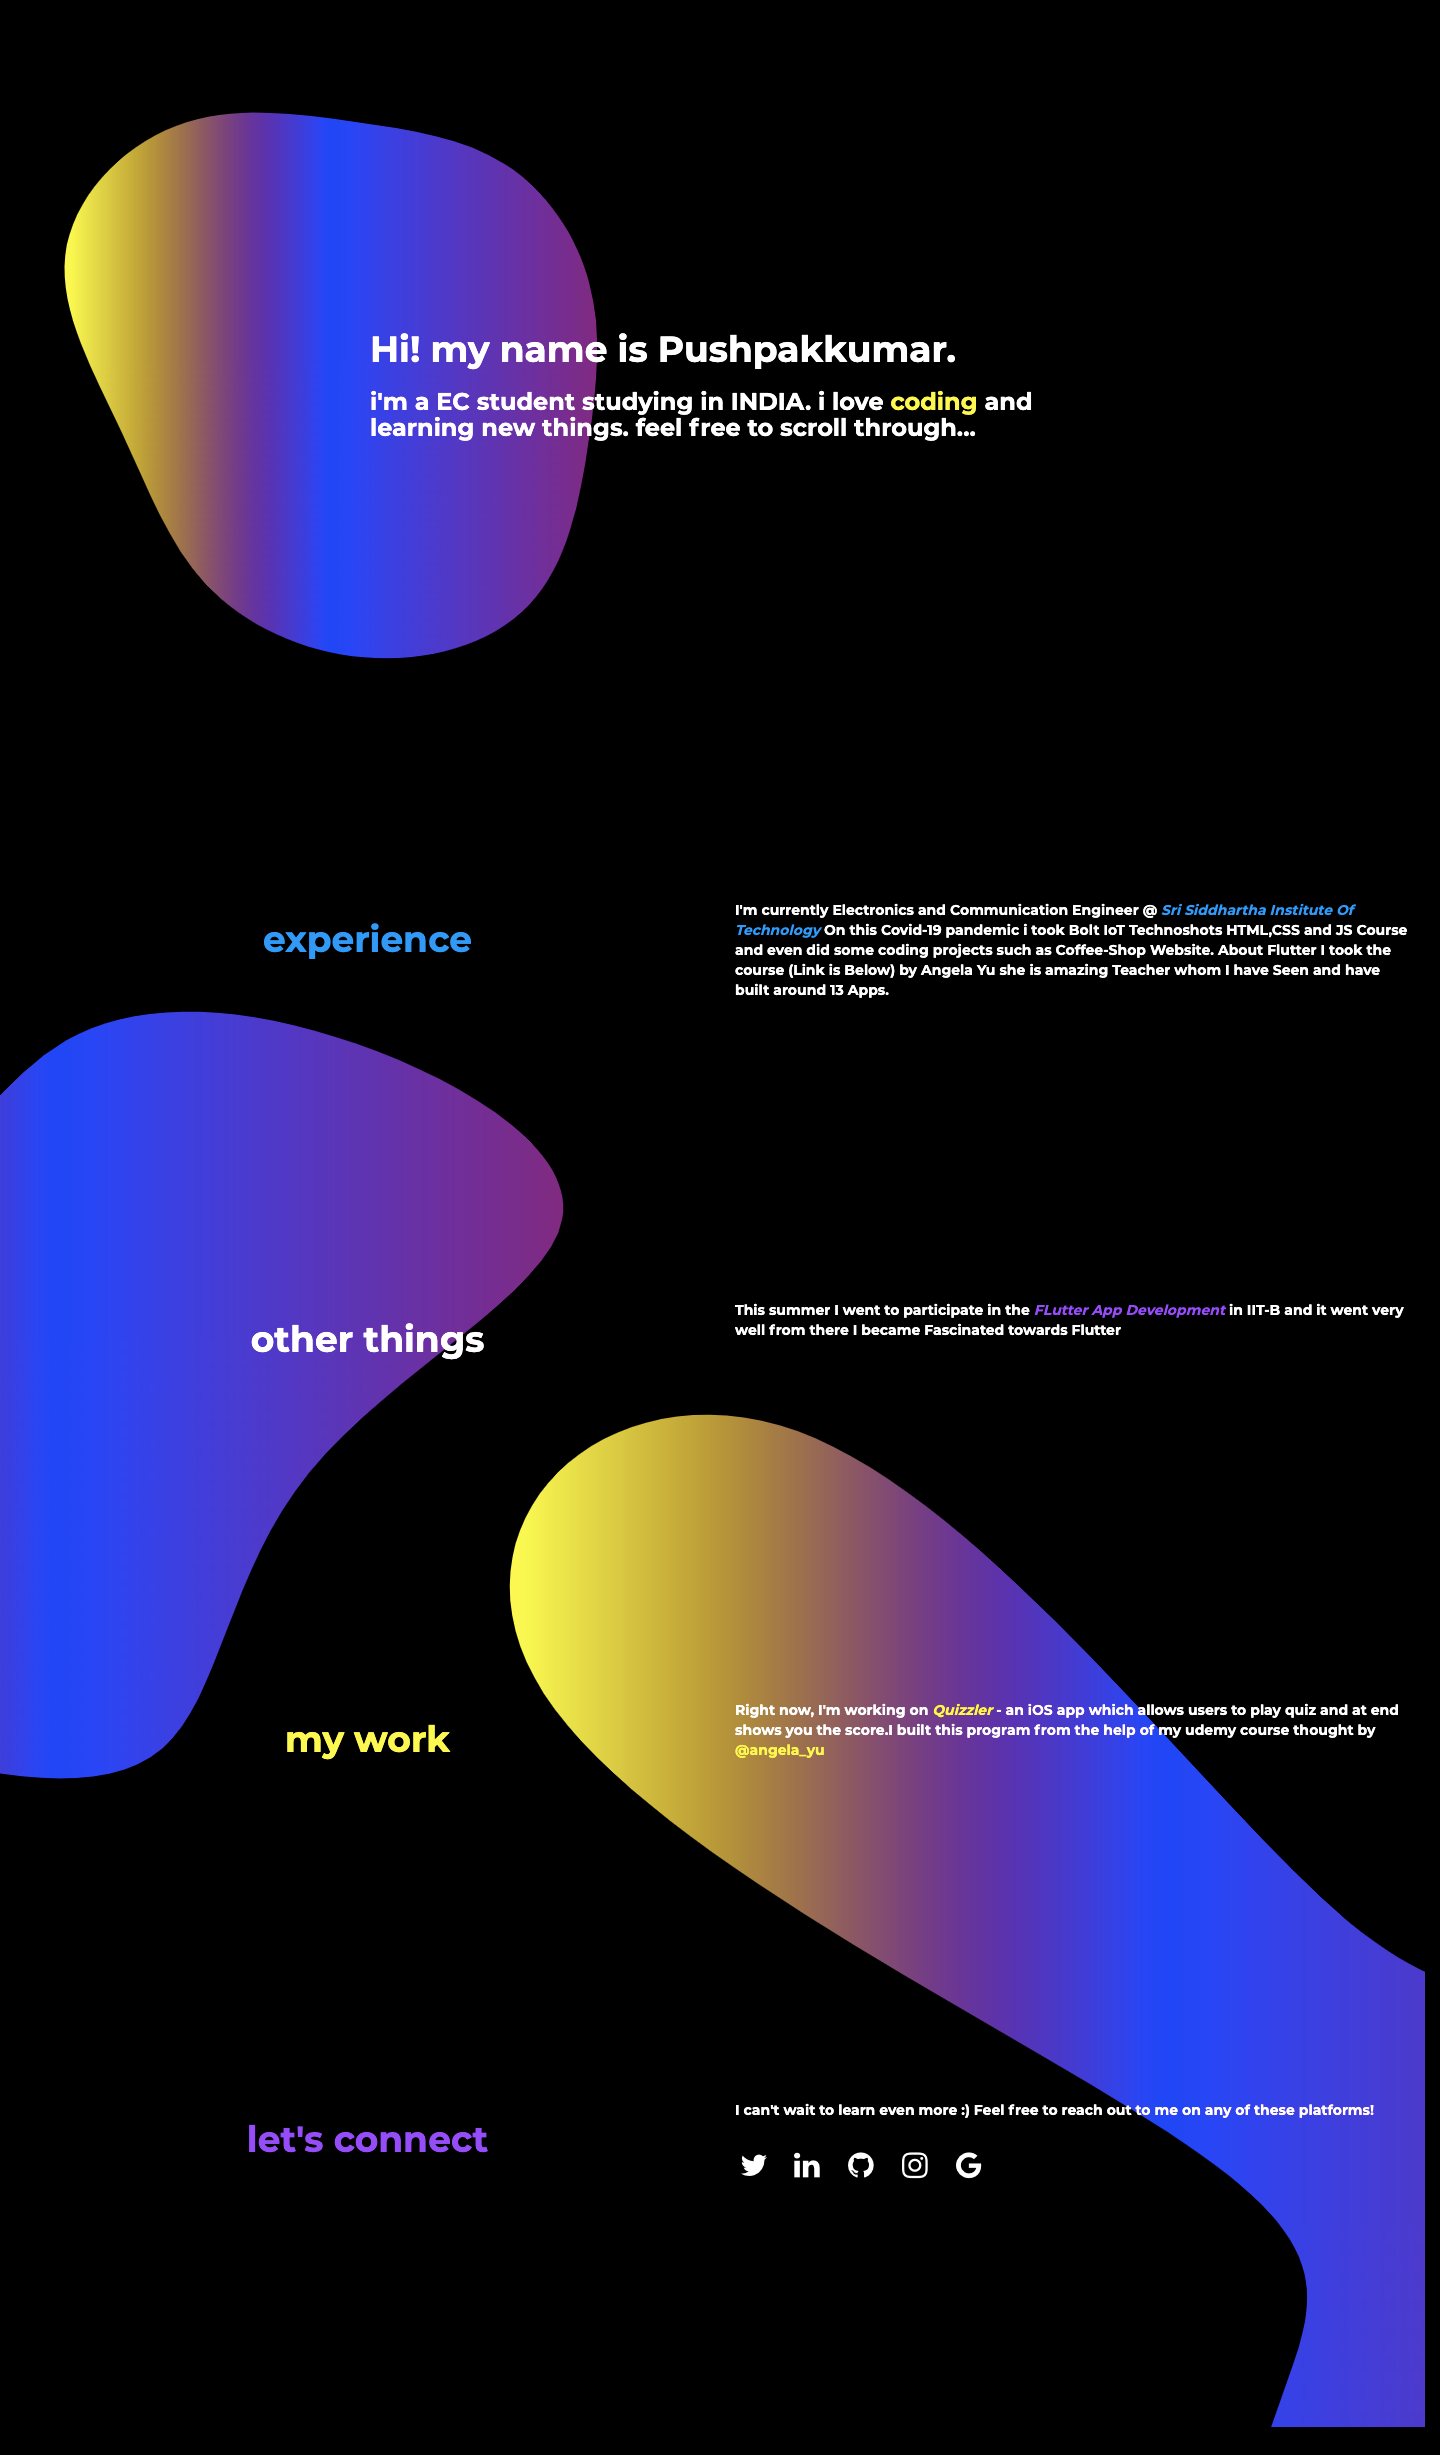 Hi! my name is Pushpakkumar.
i'm a EC student studying in INDIA. i love coding and
learning new things. feel free to scroll through...
experience
I'm currently Electronics and Communication Engineer @ Sri Siddhartha Institute Of
Technology On this Covid-19 pandemic i took Bolt IoT Technoshots HTML,CSS and JS Course
and even did some coding projects such as Coffee-Shop Website. About Flutter I took the
course (Link is Below) by Angela Yu she is amazing Teacher whom I have Seen and have
built around 13 Apps.
other things
This summer I went to participate in the FLutter App Development in IIT-B and it went very
well from there I became Fascinated towards Flutter
my work
Right now, I'm working on Quizzler - an iOS app which allows users to play quiz and at end
shows you the score.I built this program from the help of my udemy course thought by
@angela_yu
let's connect
I can't wait to learn even more :) Feel free to reach out to me on any of these platforms!